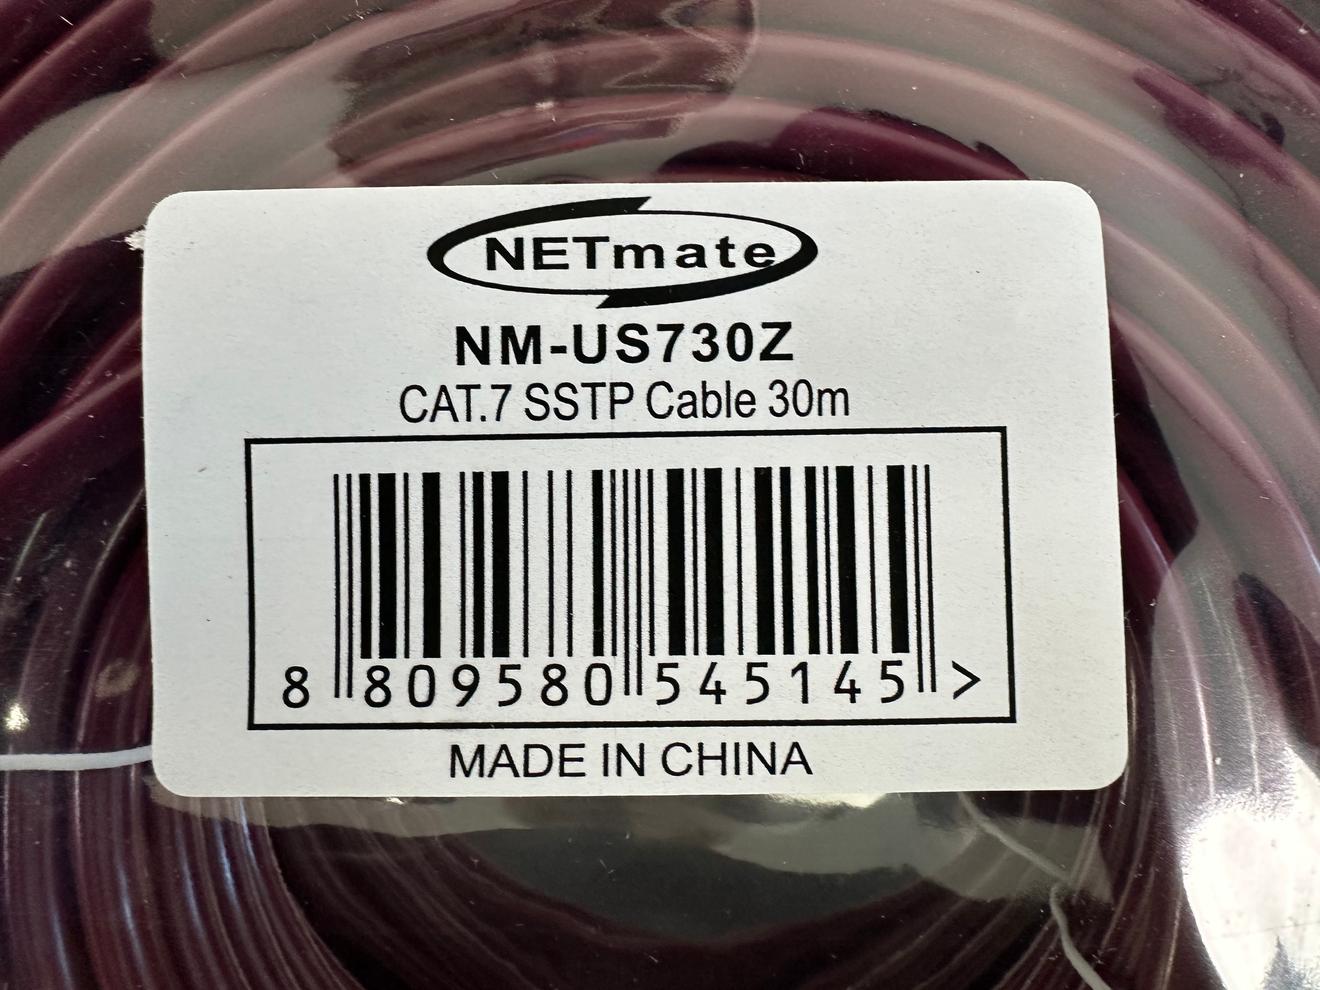 NETmate
NM-US730Z
CAT.7 SSTP Cable 30m
8 809580 545145 >
MADE IN CHINA